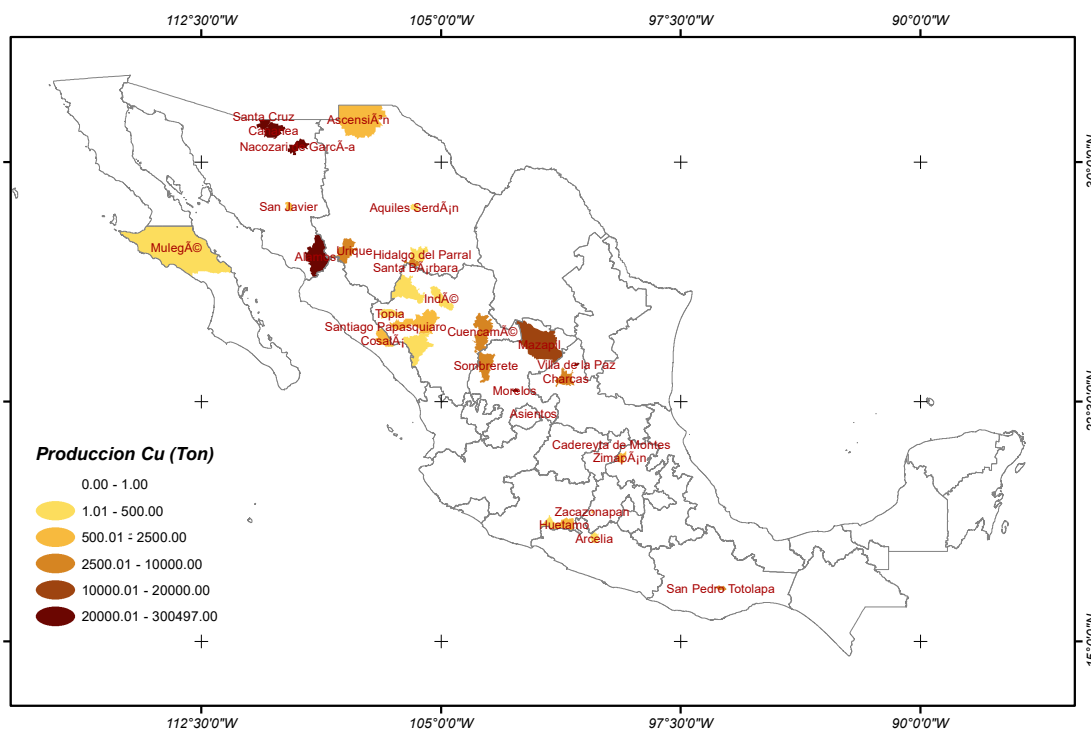 112°30'0"W
105°0'0"W
97°30'0"W
90°0'0"W
Santa Cruz
AscensiÃ³n
Cananea
Nacozari de GarcÃ­a
San Javier
Aquiles SerdÃ¡n
MulegÃ©
Urique
Alamos
Hidalgo del Parral
Santa BÃ¡rbara
IndÃ©
Topia
Santiago Papasquiaro
CuencamÃ©
CosalÃ¡
Mazapil
Sombrerete
Villa de la Paz
Charcas
Morelos
Asientos
Cadereyta de Montes
ZimapÃ¡n
Zacazonapan
Huetamo
Arcelia
San Pedro Totolapa
Produccion Cu (Ton)
0.00 - 1.00
1.01 - 500.00
500.01 - 2500.00
2500.01 - 10000.00
10000.01 - 20000.00
20000.01 - 300497.00
112°30'0"W
105°0'0"W
97°30'0"W
90°0'0"W